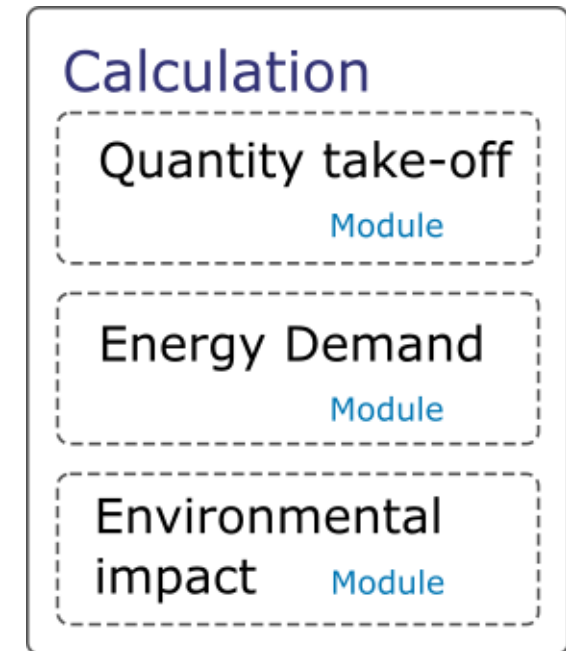 Calculation
Quantity take-off
Module
Energy Demand
Module
Environmental
impact Module